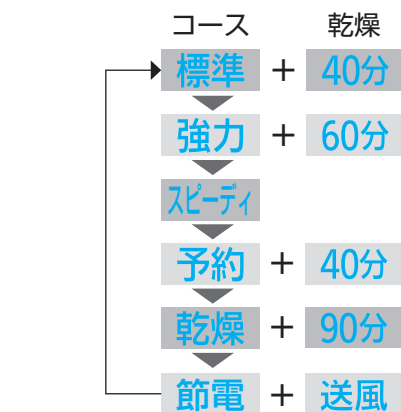 コース 乾燥
標準 + 40分
強力 + 60分
スピーディ
予約 + 40分
乾燥 + 90分
節電 + 送風